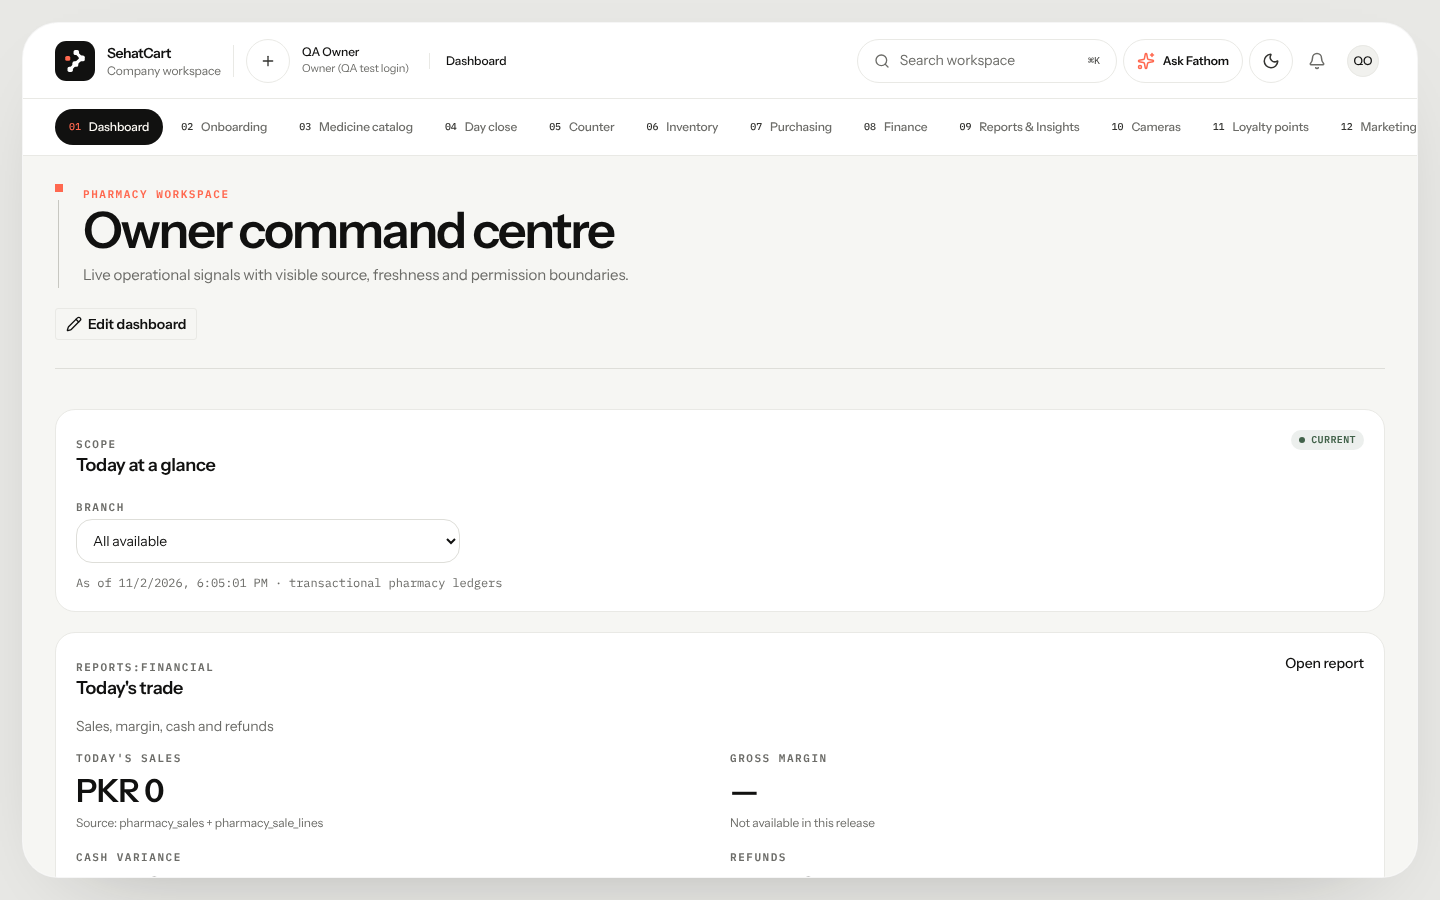 SehatCart
Company workspace
QA Owner
Owner (QA test login)
Dashboard
Search workspace
⌘K
Ask Fathom
QO
01 Dashboard
02 Onboarding
03 Medicine catalog
04 Day close
05 Counter
06 Inventory
07 Purchasing
08 Finance
09 Reports & Insights
10 Cameras
11 Loyalty points
12 Marketing
PHARMACY WORKSPACE
Owner command centre
Live operational signals with visible source, freshness and permission boundaries.
Edit dashboard
SCOPE
CURRENT
Today at a glance
BRANCH
All available
As of 11/2/2026, 6:05:01 PM · transactional pharmacy ledgers
REPORTS:FINANCIAL
Open report
Today's trade
Sales, margin, cash and refunds
TODAY'S SALES
GROSS MARGIN
PKR 0
—
Source: pharmacy_sales + pharmacy_sale_lines
Not available in this release
CASH VARIANCE
REFUNDS